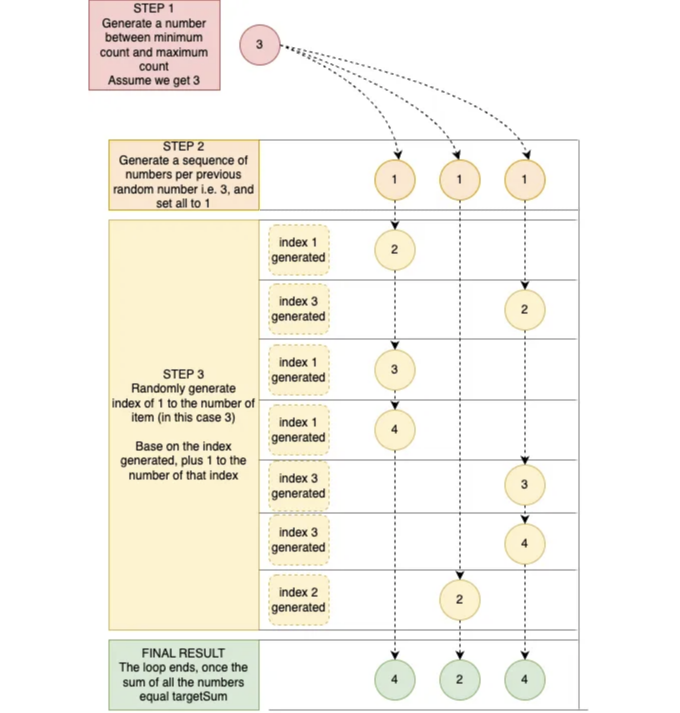 STEP 1
Generate a number
between minimum
count and maximum
count
Assume we get 3
3
STEP 2
Generate a sequence of
numbers per previous
random number i.e. 3, and
set all to 1
1 1 1
index 1
generated
2
index 3
generated
2
index 1
generated
3
STEP 3
Randomly generate
index of 1 to the number of
item (in this case 3)
Base on the index
generated, plus 1 to the
number of that index
index 1
generated
4
index 3
generated
3
index 3
generated
4
index 2
generated
2
FINAL RESULT
The loop ends, once the
sum of all the numbers
equal targetSum
4 2 4